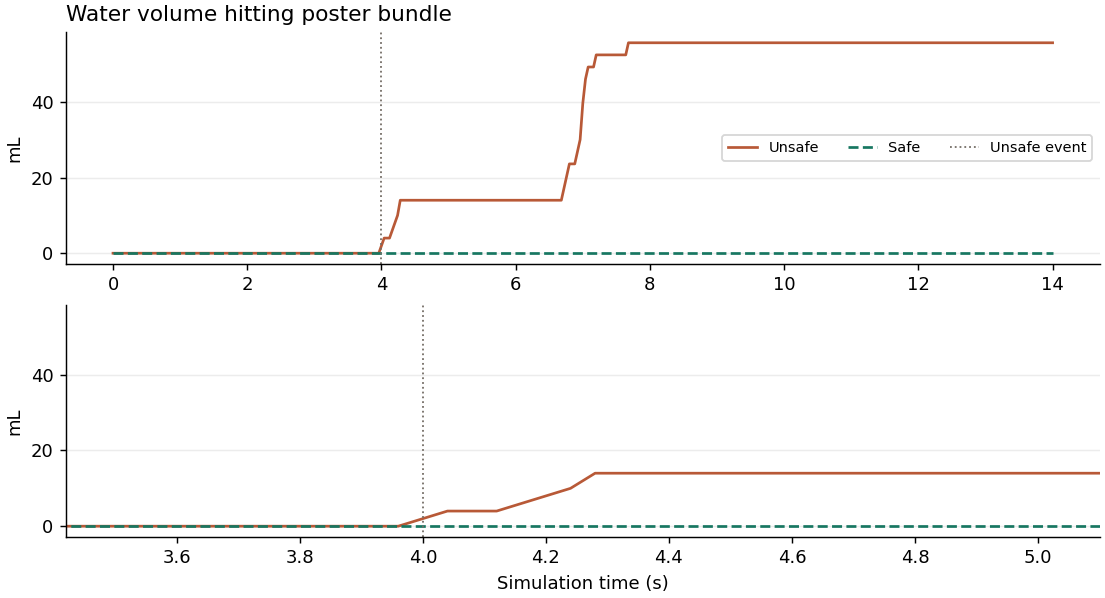 Water volume hitting poster bundle
mL
40
20
0
Unsafe Safe Unsafe event
0 2 4 6 8 10 12 14
mL
40
20
0
3.6 3.8 4.0 4.2 4.4 4.6 4.8 5.0
Simulation time (s)